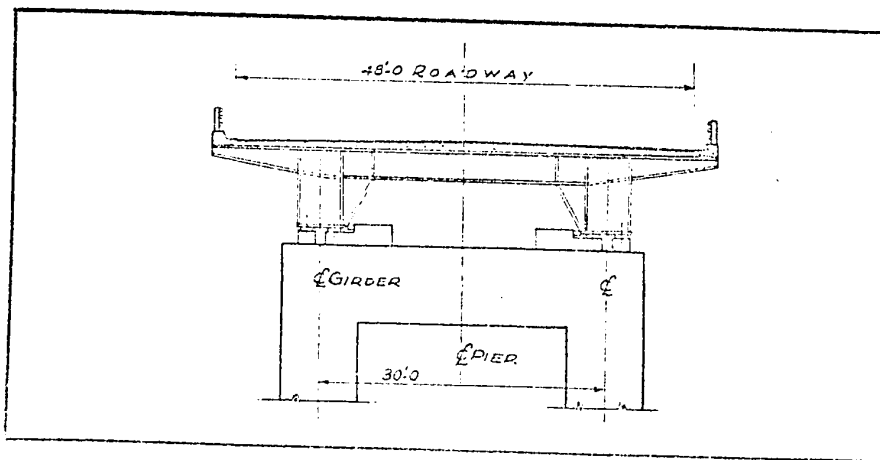 48'-0 ROADWAY
℄ GIRDER
℄
℄ PIER
30'-0